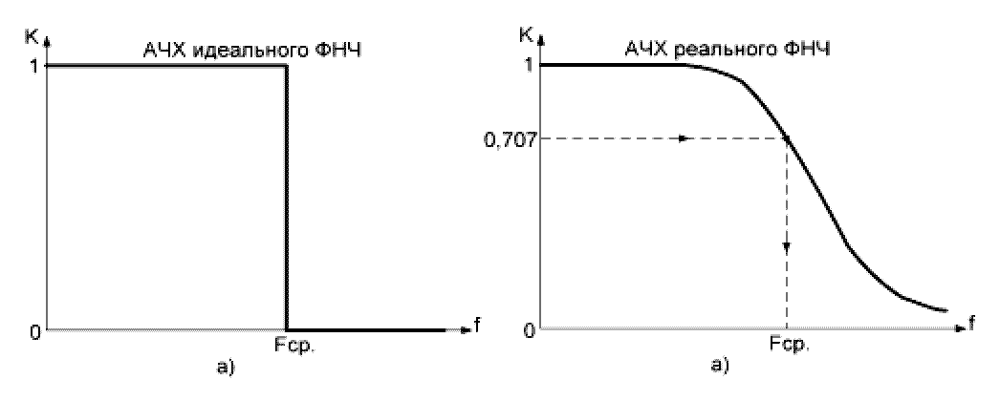 K
АЧХ идеального ФНЧ
1
0
f
Fср.
а)
K
АЧХ реального ФНЧ
1
0,707
0
f
Fср.
а)